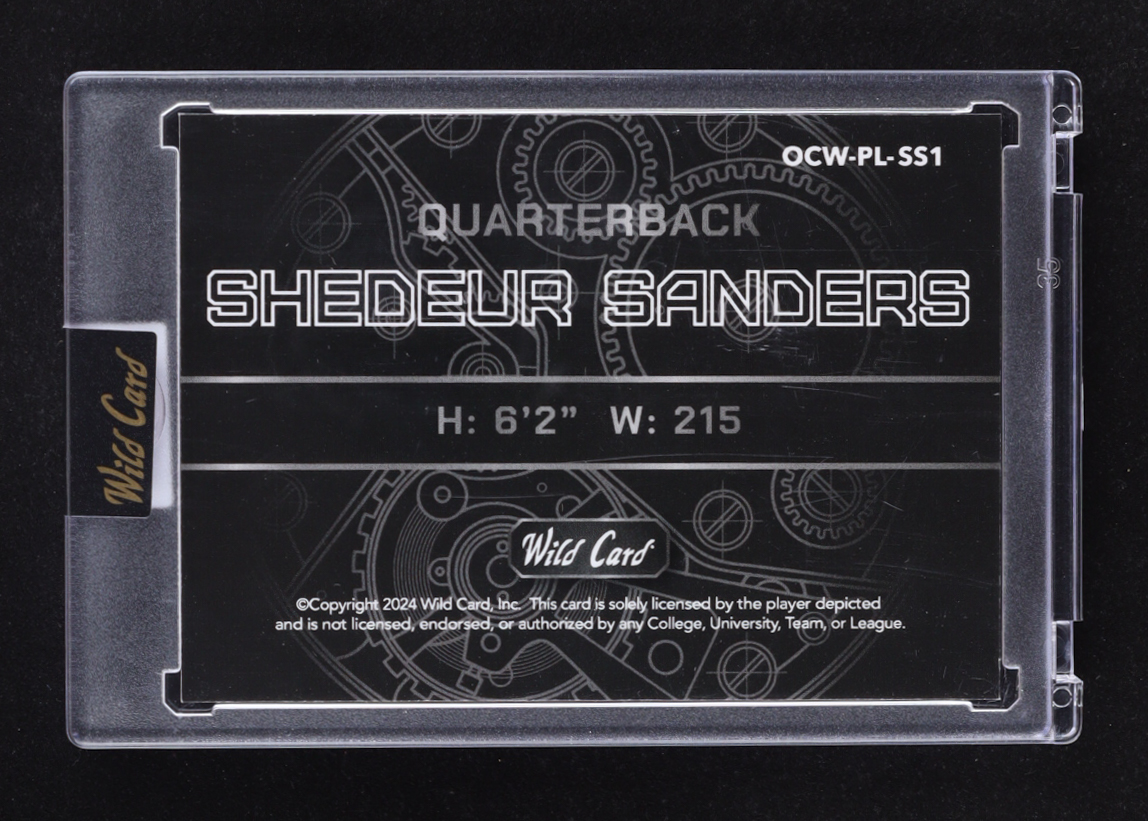 OCW-PL-SS1
QUARTERBACK
SHEDEUR SANDERS
H: 6’2” W: 215
Wild Card
Wild Card
©Copyright 2024 Wild Card, Inc. This card is solely licensed by the player depicted
and is not licensed, endorsed, or authorized by any College, University, Team, or League.
35